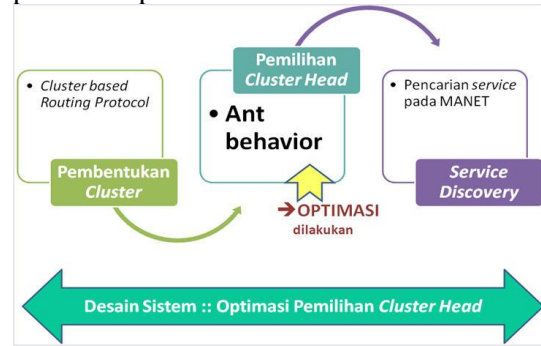 • Cluster based
Routing Protocol
Pembentukan
Cluster
Pemilihan
Cluster Head
• Ant
behavior
➔OPTIMASI
dilakukan
• Pencarian service
pada MANET
Service
Discovery
Desain Sistem :: Optimasi Pemilihan Cluster Head